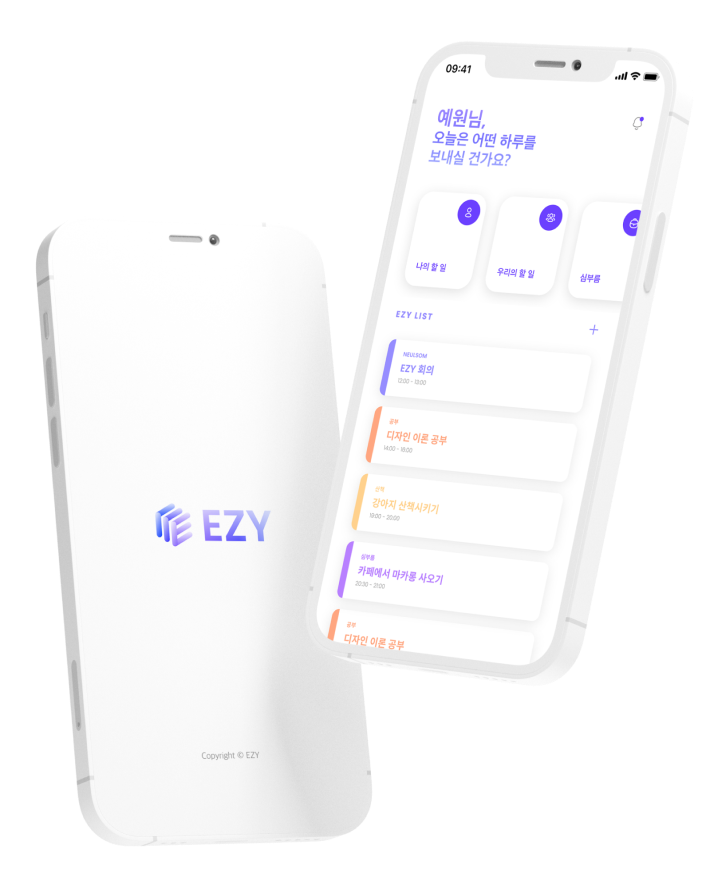 09:41
예원님,
오늘은 어떤 하루를
보내실 건가요?
나의 할 일
우리의 할 일
심부름
EZY LIST
NEULSOM
EZY 회의
12:00 - 13:00
공부
디자인 이론 공부
14:00 - 16:00
산책
강아지 산책시키기
19:00 - 20:00
심부름
카페에서 마카롱 사오기
20:30 - 21:00
공부
디자인 이론 공부
EZY
Copyright © EZY